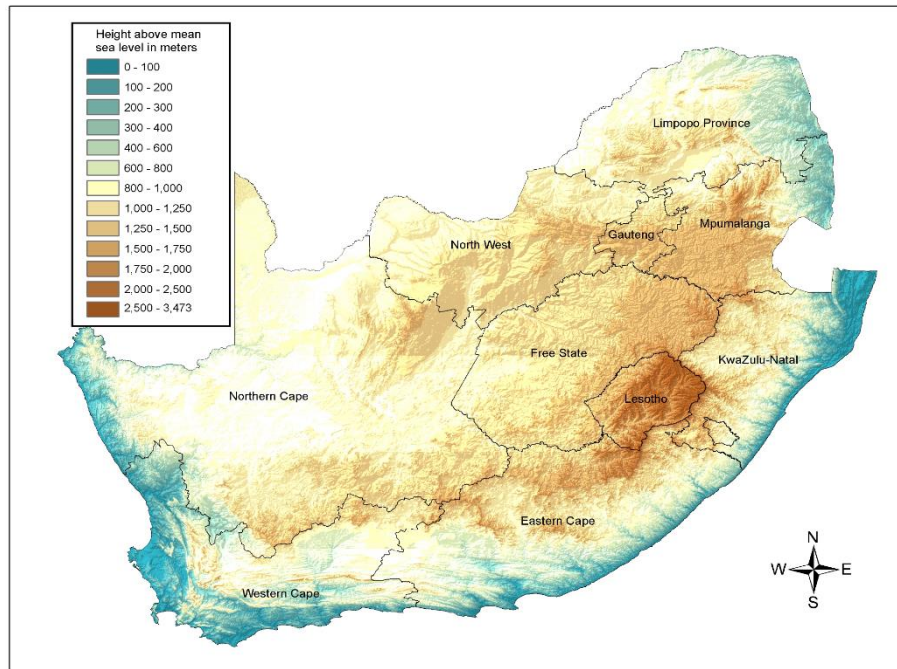 Height above mean
sea level in meters
0 - 100
100 - 200
200 - 300
300 - 400
400 - 600
600 - 800
800 - 1,000
1,000 - 1,250
1,250 - 1,500
1,500 - 1,750
1,750 - 2,000
2,000 - 2,500
2,500 - 3,473
Limpopo Province
Mpumalanga
Gauteng
North West
Free State
KwaZulu-Natal
Northern Cape
Lesotho
Eastern Cape
Western Cape
N
W E
S